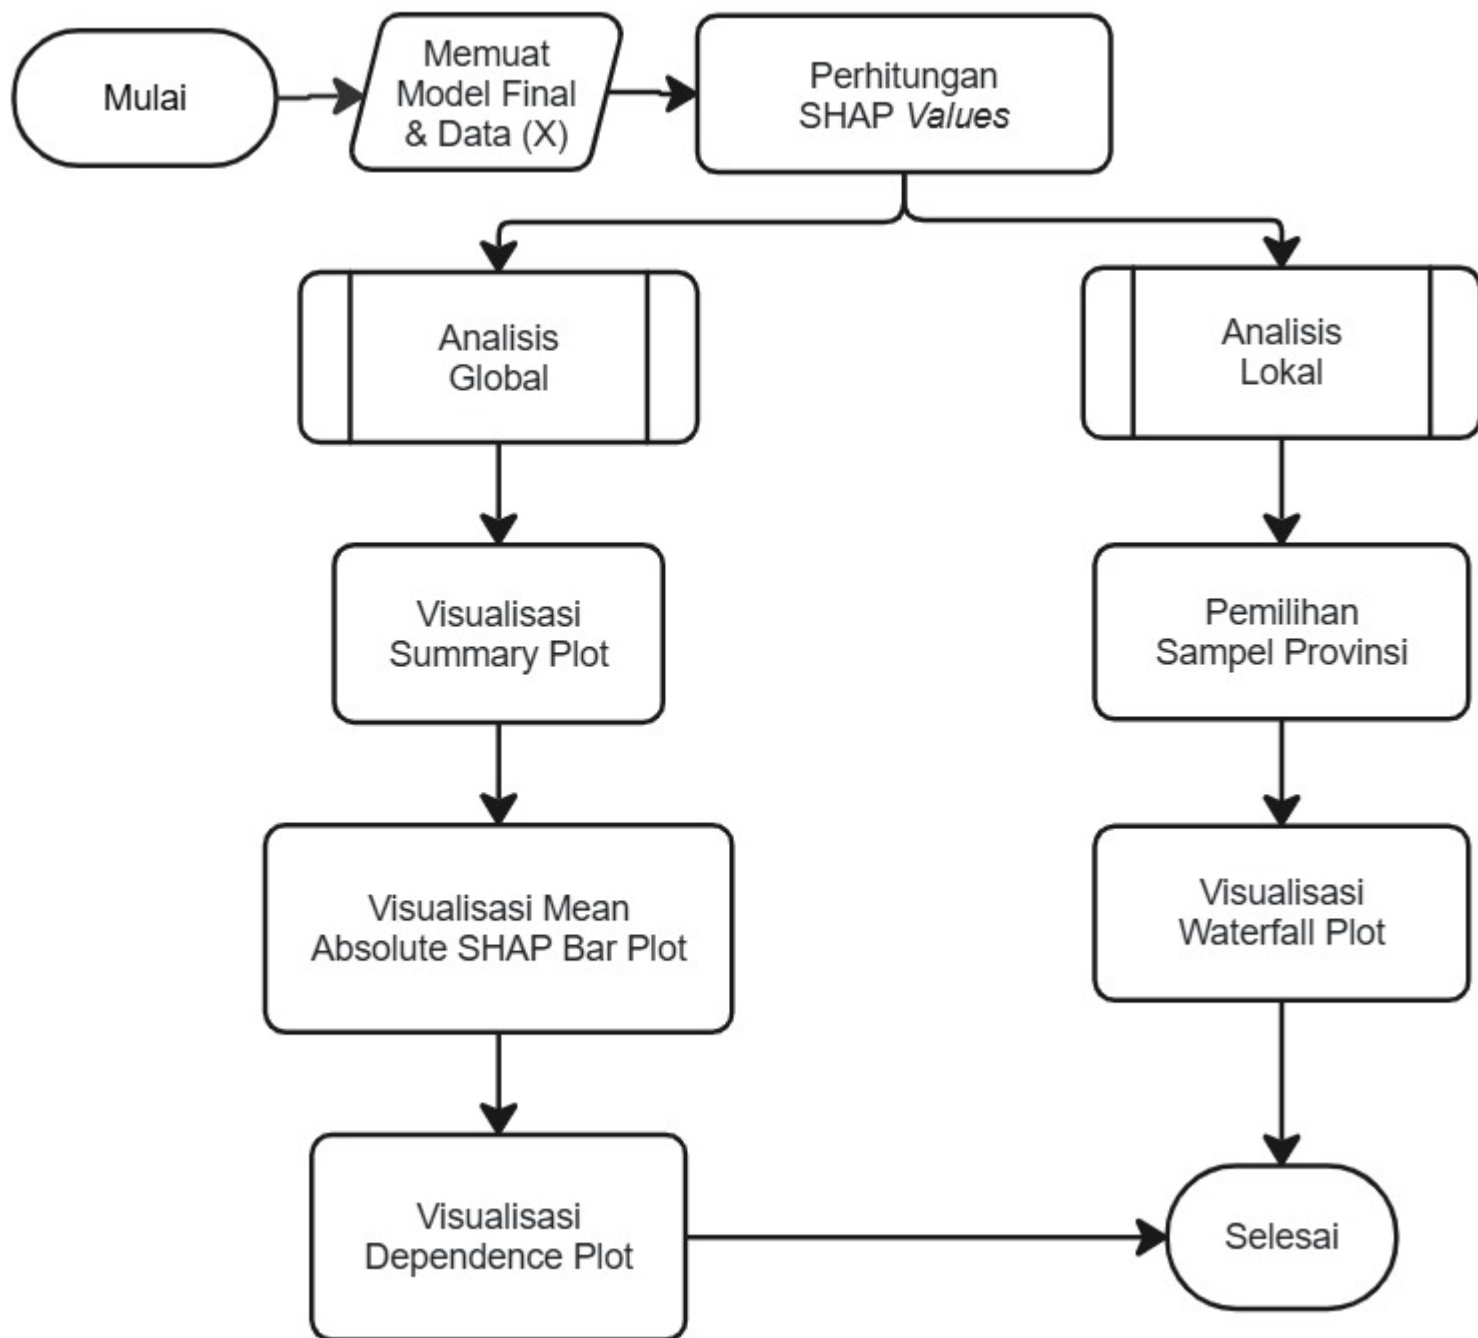 Mulai
Memuat
Model Final
& Data (X)
Perhitungan
SHAP Values
Analisis
Global
Analisis
Lokal
Visualisasi
Summary Plot
Pemilihan
Sampel Provinsi
Visualisasi Mean
Absolute SHAP Bar Plot
Visualisasi
Waterfall Plot
Visualisasi
Dependence Plot
Selesai